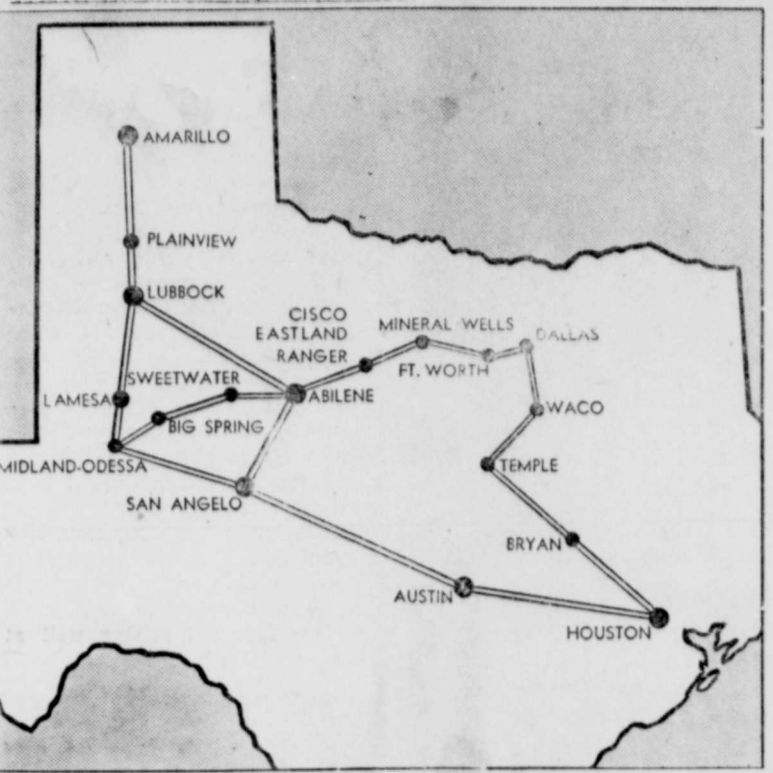 AMARILLO
PLAINVIEW
LUBBOCK
CISCO
EASTLAND
RANGER
MINERAL WELLS
DALLAS
FT. WORTH
SWEETWATER
LAMESA
ABILENE
WACO
BIG SPRING
MIDLAND-ODESSA
TEMPLE
SAN ANGELO
BRYAN
AUSTIN
HOUSTON